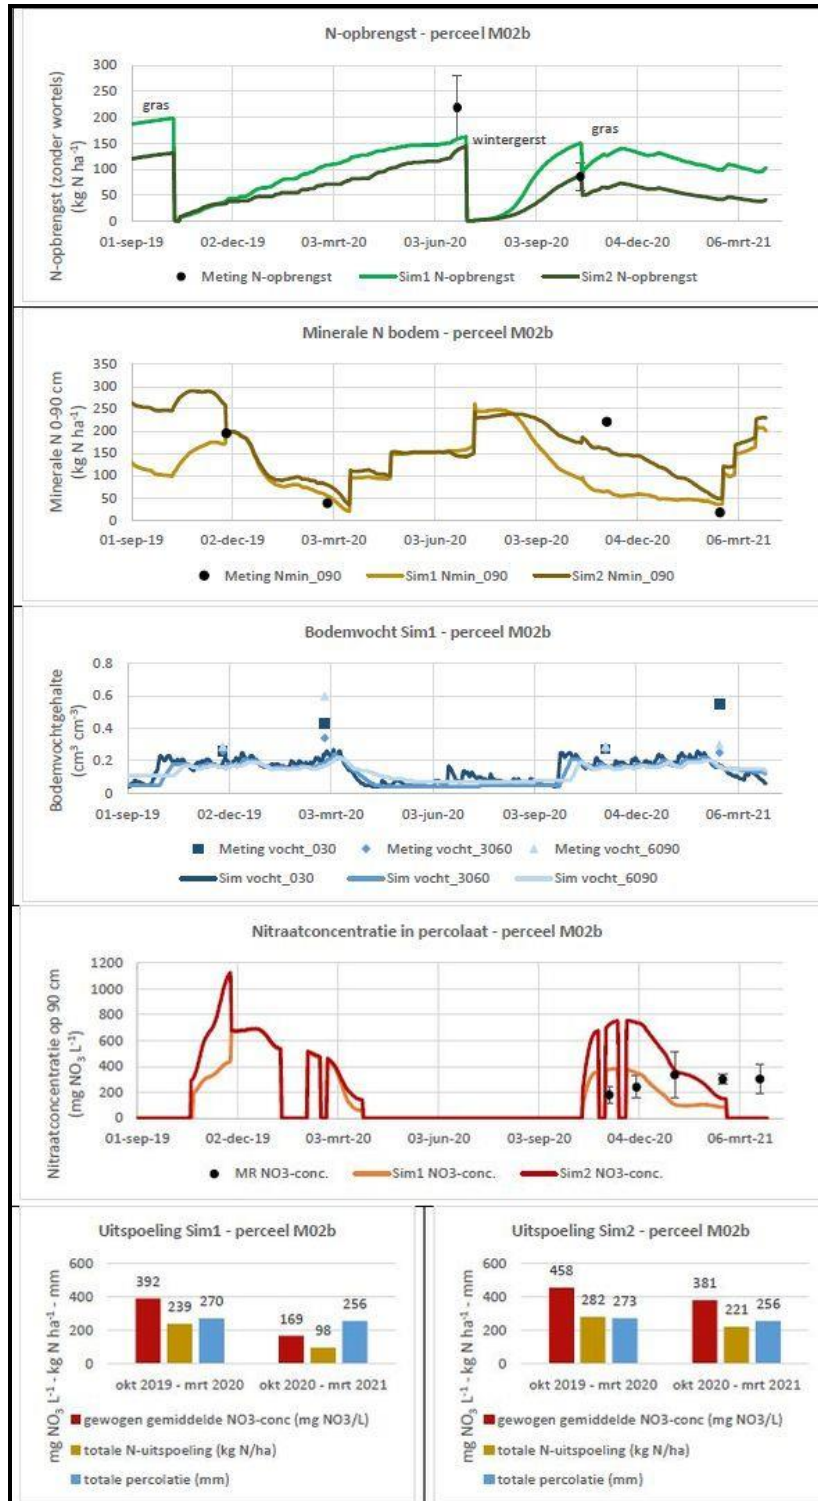 N-opbrengst - perceel M02b
N-opbrengst (zonder wortels)
(kg N ha⁻¹)
300
250
200
150
100
50
0
gras
wintergerst
gras
01-sep-19 02-dec-19 03-mrt-20 03-jun-20 03-sep-20 04-dec-20 06-mrt-21
Meting N-opbrengst Sim1 N-opbrengst Sim2 N-opbrengst
Minerale N bodem - perceel M02b
Minerale N 0-90 cm
(kg N ha⁻¹)
350
300
250
200
150
100
50
0
01-sep-19 02-dec-19 03-mrt-20 03-jun-20 03-sep-20 04-dec-20 06-mrt-21
Meting Nmin_090 Sim1 Nmin_090 Sim2 Nmin_090
Bodemvocht Sim1 - perceel M02b
Bodemvochtgehalte
(cm³ cm⁻³)
0.8
0.6
0.4
0.2
0
01-sep-19 02-dec-19 03-mrt-20 03-jun-20 03-sep-20 04-dec-20 06-mrt-21
Meting vocht_030 Meting vocht_3060 Meting vocht_6090
Sim vocht_030 Sim vocht_3060 Sim vocht_6090
Nitraatconcentratie in percolaat - perceel M02b
Nitraatconcentratie op 90 cm
(mg NO₃ L⁻¹)
1200
1000
800
600
400
200
0
01-sep-19 02-dec-19 03-mrt-20 03-jun-20 03-sep-20 04-dec-20 06-mrt-21
MR NO3-conc. Sim1 NO3-conc. Sim2 NO3-conc.
Uitspoeling Sim1 - perceel M02b
mg NO₃ L⁻¹ - kg N ha⁻¹ - mm
600
400
200
0
392 239 270 169 98 256
okt 2019 - mrt 2020 okt 2020 - mrt 2021
gewogen gemiddelde NO3-conc (mg NO3/L)
totale N-uitspoeling (kg N/ha)
totale percolatie (mm)
Uitspoeling Sim2 - perceel M02b
mg NO₃ L⁻¹ - kg N ha⁻¹ - mm
600
400
200
0
458 282 273 381 221 256
okt 2019 - mrt 2020 okt 2020 - mrt 2021
gewogen gemiddelde NO3-conc (mg NO3/L)
totale N-uitspoeling (kg N/ha)
totale percolatie (mm)